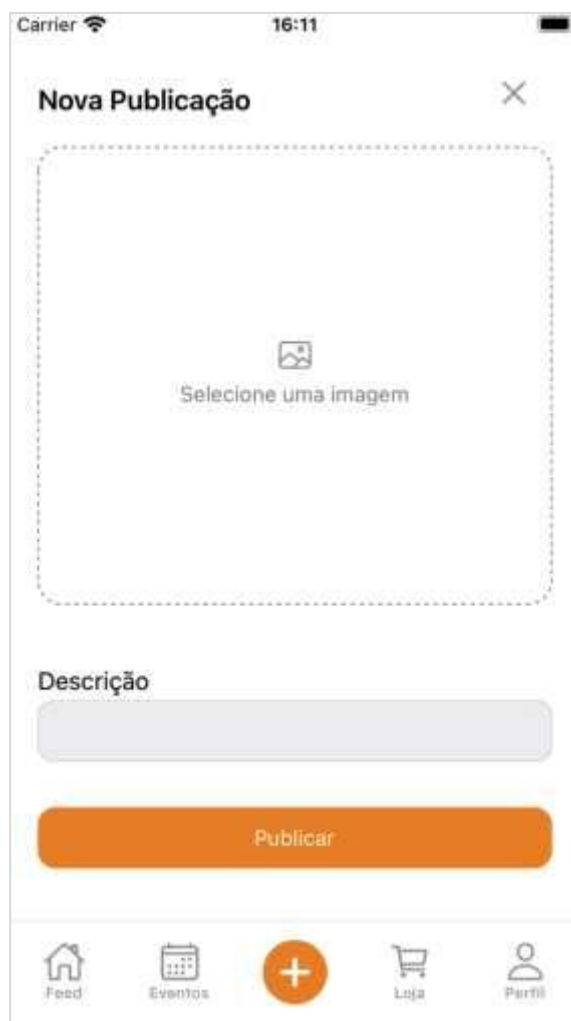 Carrier 16:11
Nova Publicação
Selecione uma imagem
Descrição
Publicar
Feed Eventos Loja Perfil